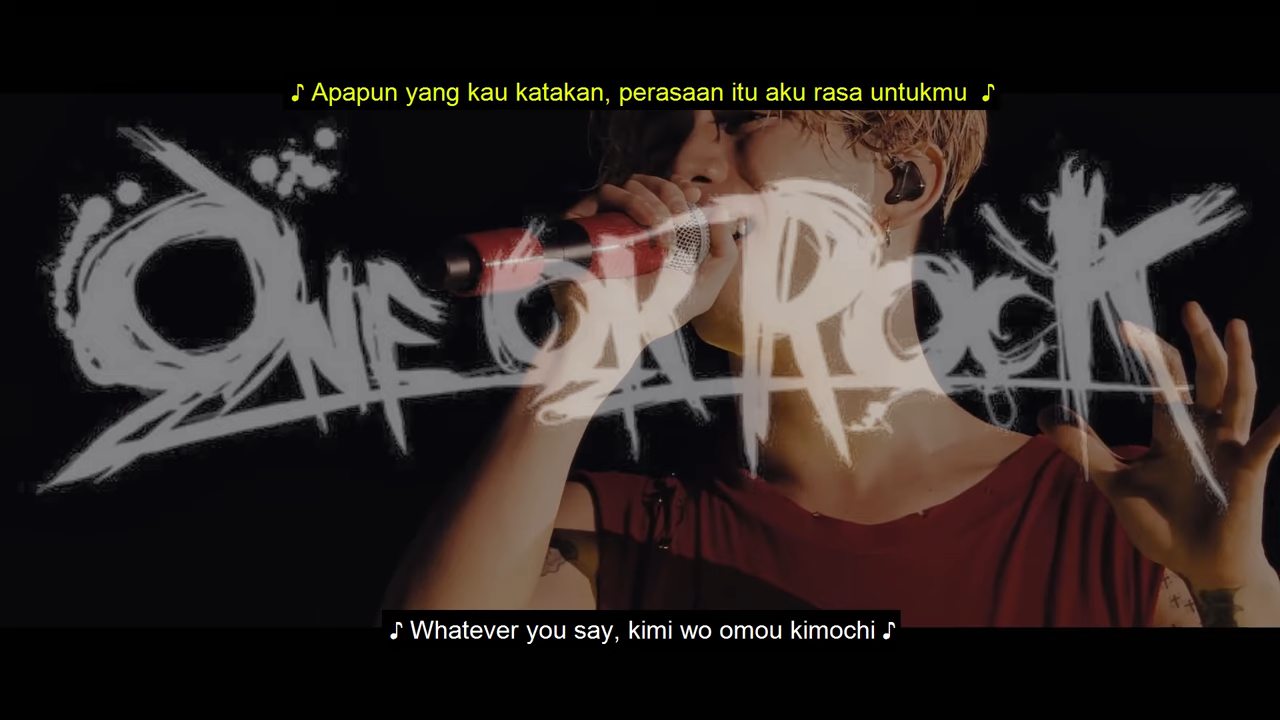 ♪ Apapun yang kau katakan, perasaan itu aku rasa untukmu ♪
ONE OK ROCK
♪ Whatever you say, kimi wo omou kimochi ♪